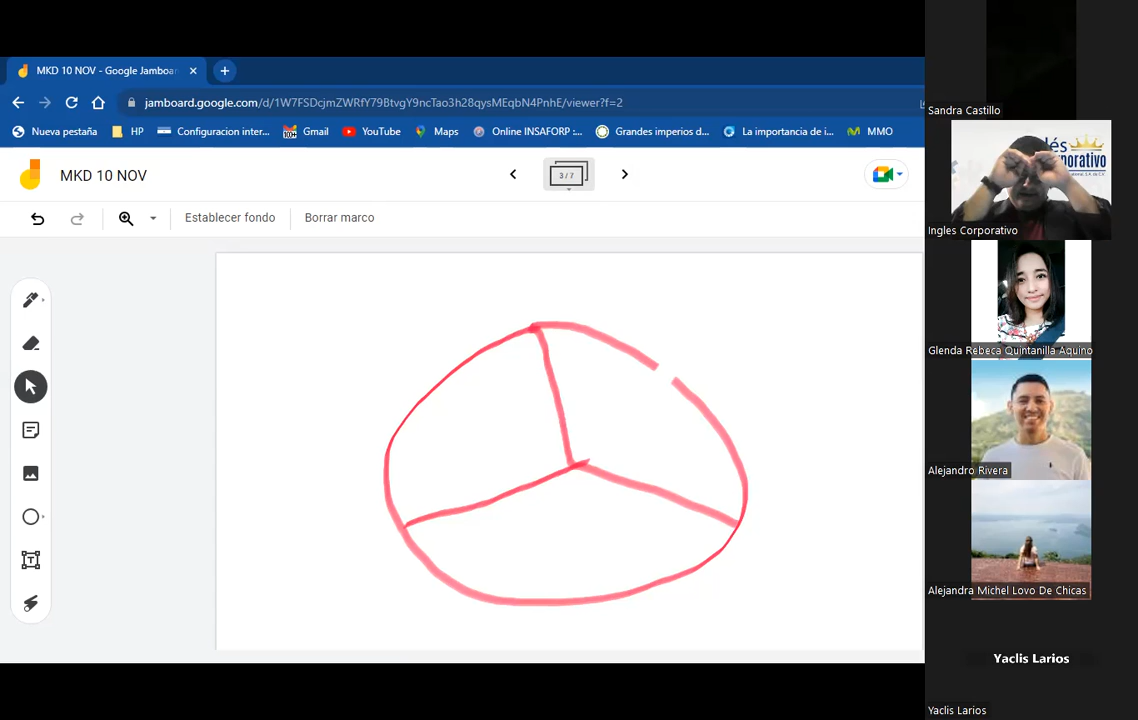 MKD 10 NOV - Google Jamboa
jamboard.google.com/d/1W7FSDcjmZWRfY79BtvgY9ncTao3h28qysMEqbN4PnhE/viewer?f=2
Nueva pestaña
HP
Configuracion inter...
100+
Gmail
YouTube
Maps
Online INSAFORP :...
Grandes imperios d...
La importancia de i...
MMO
MKD 10 NOV
3 / 7
Establecer fondo
Borrar marco
Sandra Castillo
Ingles Corporativo
Glenda Rebeca Quintanilla Aquino
Alejandro Rivera
Alejandra Michel Lovo De Chicas
Yaclis Larios
Yaclis Larios